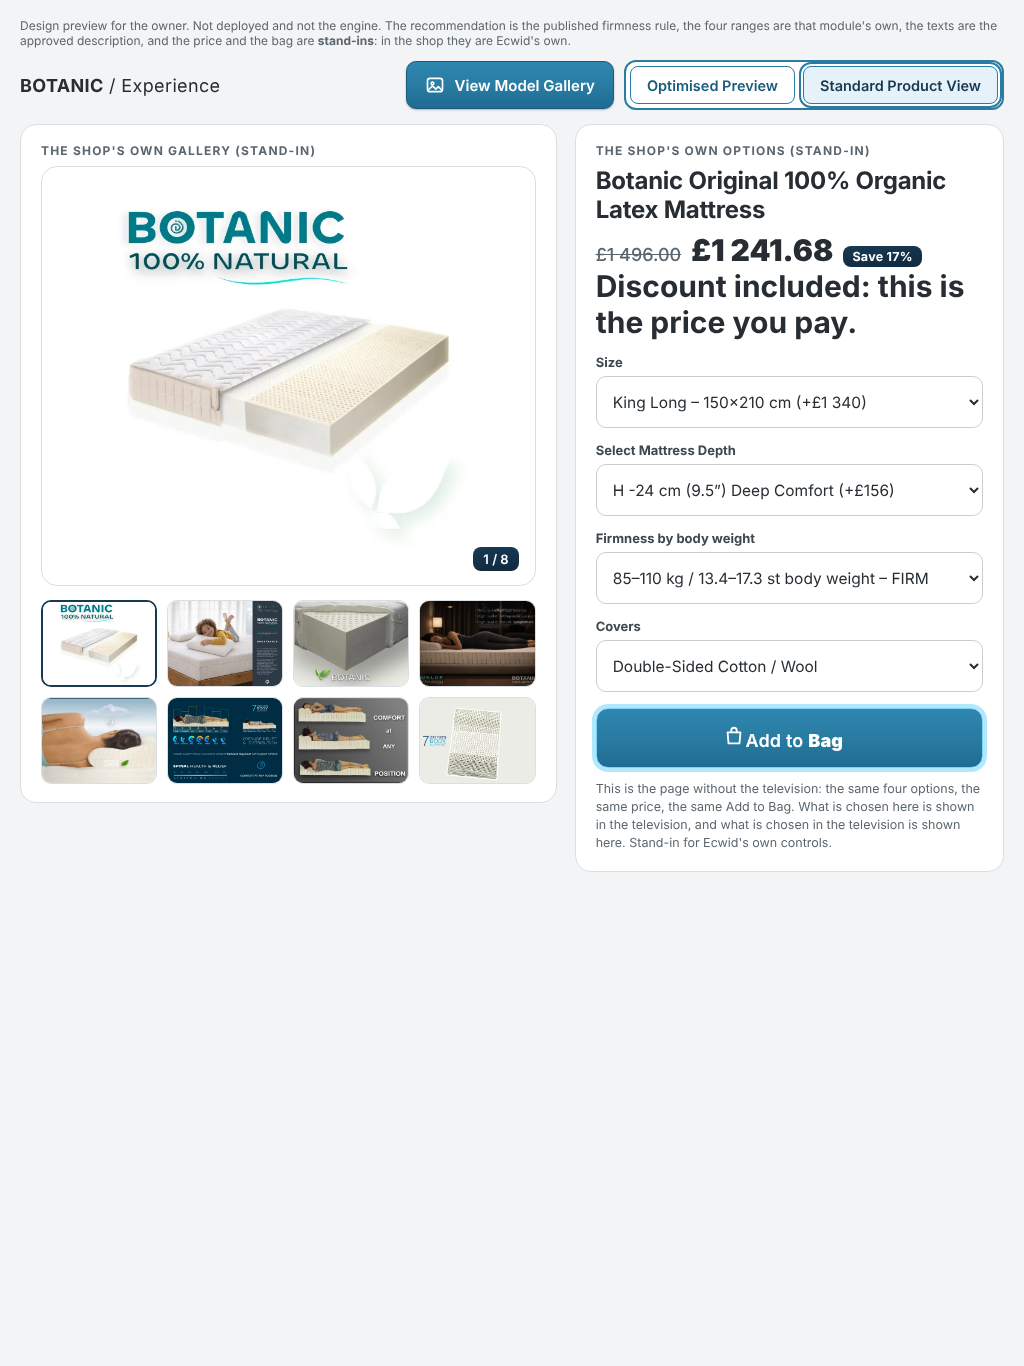 Design preview for the owner. Not deployed and not the engine. The recommendation is the published firmness rule, the four ranges are that module's own, the texts are the
approved description, and the price and the bag are stand-ins: in the shop they are Ecwid's own.
BOTANIC / Experience
View Model Gallery
Optimised Preview
Standard Product View
THE SHOP'S OWN GALLERY (STAND-IN)
BOTANIC
100% NATURAL
1 / 8
BOTANIC
100% NATURAL
BOTANIC
BOTANIC
COMFORT
at
ANY
POSITION
THE SHOP'S OWN OPTIONS (STAND-IN)
Botanic Original 100% Organic
Latex Mattress
£1 496.00 £1 241.68 Save 17%
Discount included: this is
the price you pay.
Size
King Long – 150×210 cm (+£1 340)
Select Mattress Depth
H -24 cm (9.5”) Deep Comfort (+£156)
Firmness by body weight
85–110 kg / 13.4–17.3 st body weight – FIRM
Covers
Double-Sided Cotton / Wool
Add to Bag
This is the page without the television: the same four options, the
same price, the same Add to Bag. What is chosen here is shown
in the television, and what is chosen in the television is shown
here. Stand-in for Ecwid's own controls.